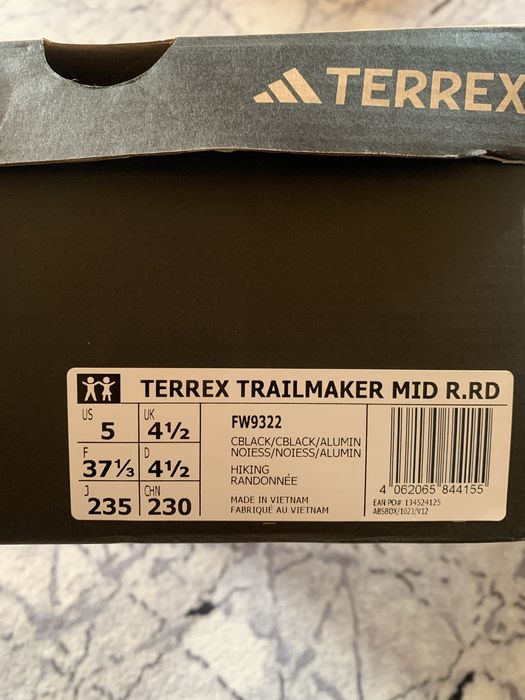 TERREX
TERREX TRAILMAKER MID R.RD
US
5
UK
4½
F
37⅓
D
4½
J
235
CHN
230
FW9322
CBLACK/CBLACK/ALUMIN
NOIESS/NOIESS/ALUMIN
HIKING
RANDONNÉE
MADE IN VIETNAM
FABRIQUÉ AU VIETNAM
4 062065 844155
EAN PO# 134524125
ABSBOX/1023/V12